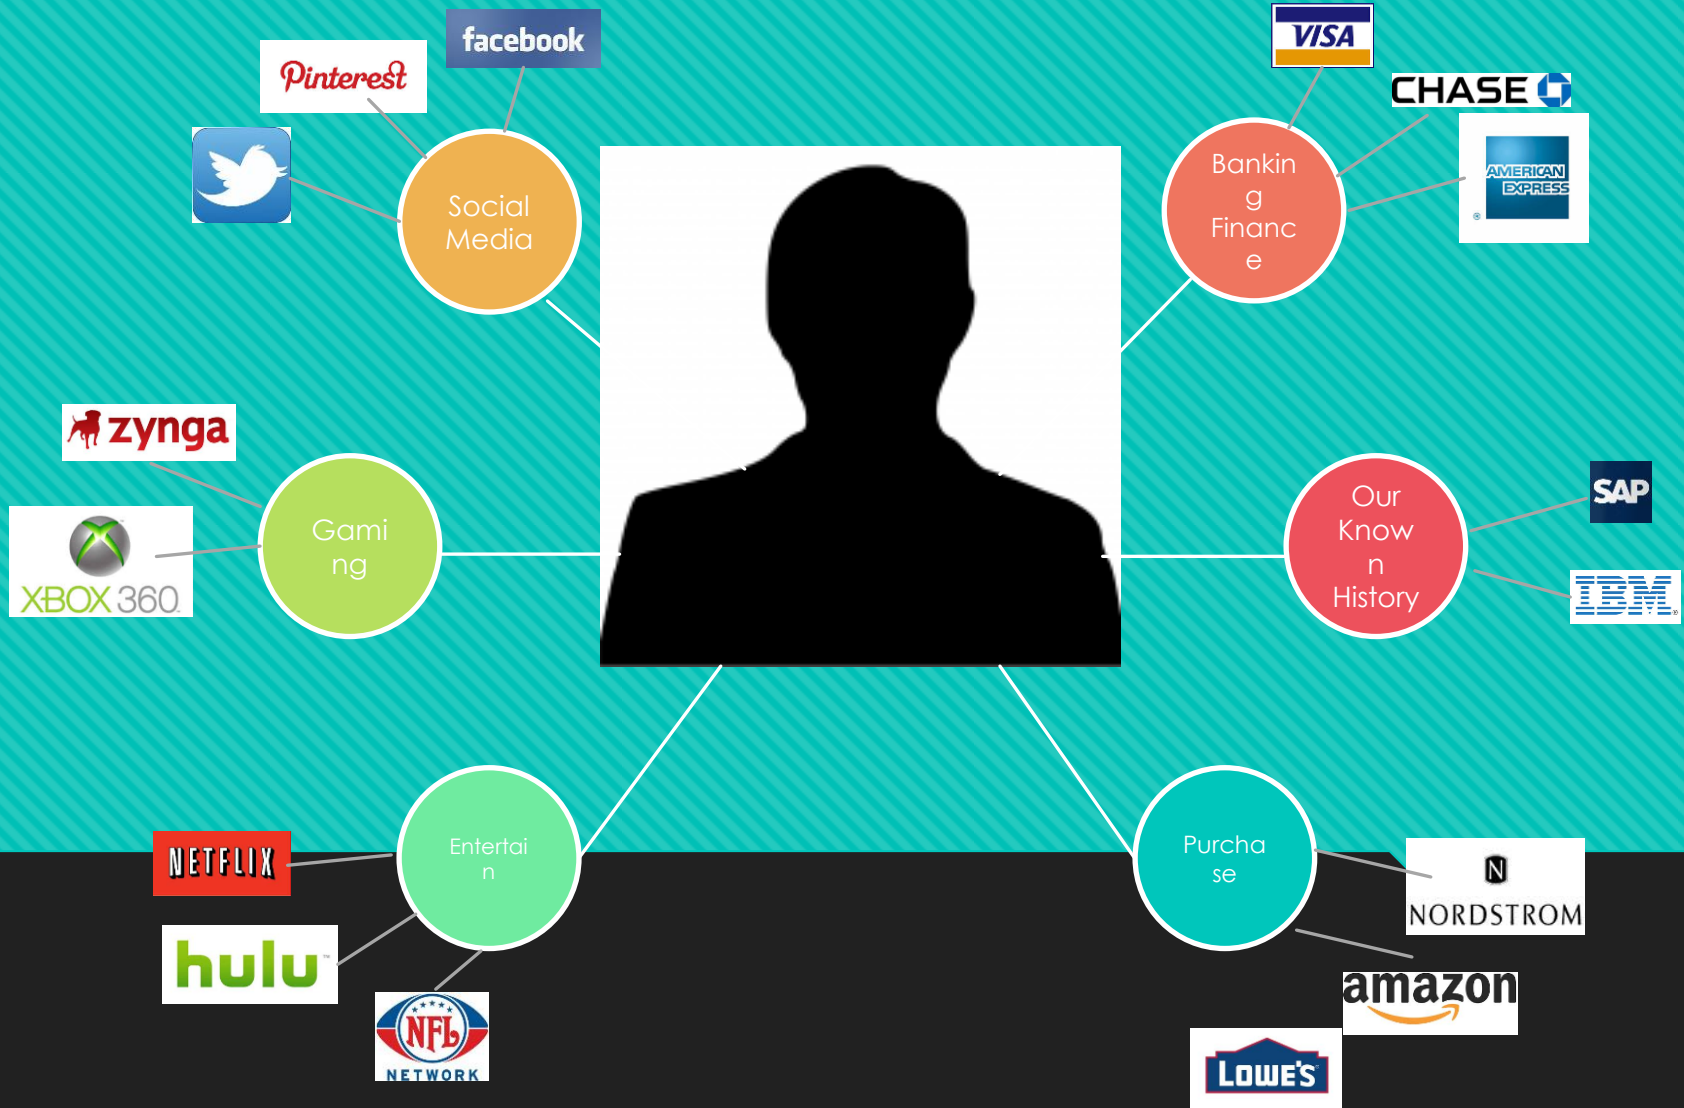 facebook
Pinterest
Social
Media
VISA
CHASE
AMERICAN
EXPRESS
®
Bankin
g
Financ
e
zynga
XBOX 360
Gami
ng
Our
Know
n
History
SAP
IBM
NETFLIX
hulu
NFL
NETWORK
Entertai
n
Purcha
se
N
NORDSTROM
amazon
LOWE'S